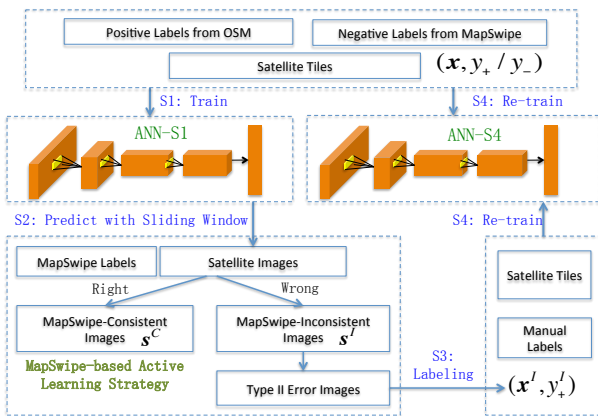 Positive Labels from OSM
Negative Labels from MapSwipe
Satellite Tiles
(x, y₊ / y₋)
S1: Train
S4: Re-train
ANN-S1
ANN-S4
S2: Predict with Sliding Window
S4: Re-train
MapSwipe Labels
Satellite Images
Right
Wrong
MapSwipe-Consistent
Images s^C
MapSwipe-Inconsistent
Images s^I
MapSwipe-based Active
Learning Strategy
Type II Error Images
S3:
Labeling
Satellite Tiles
Manual
Labels
(x^I, y₊^I)